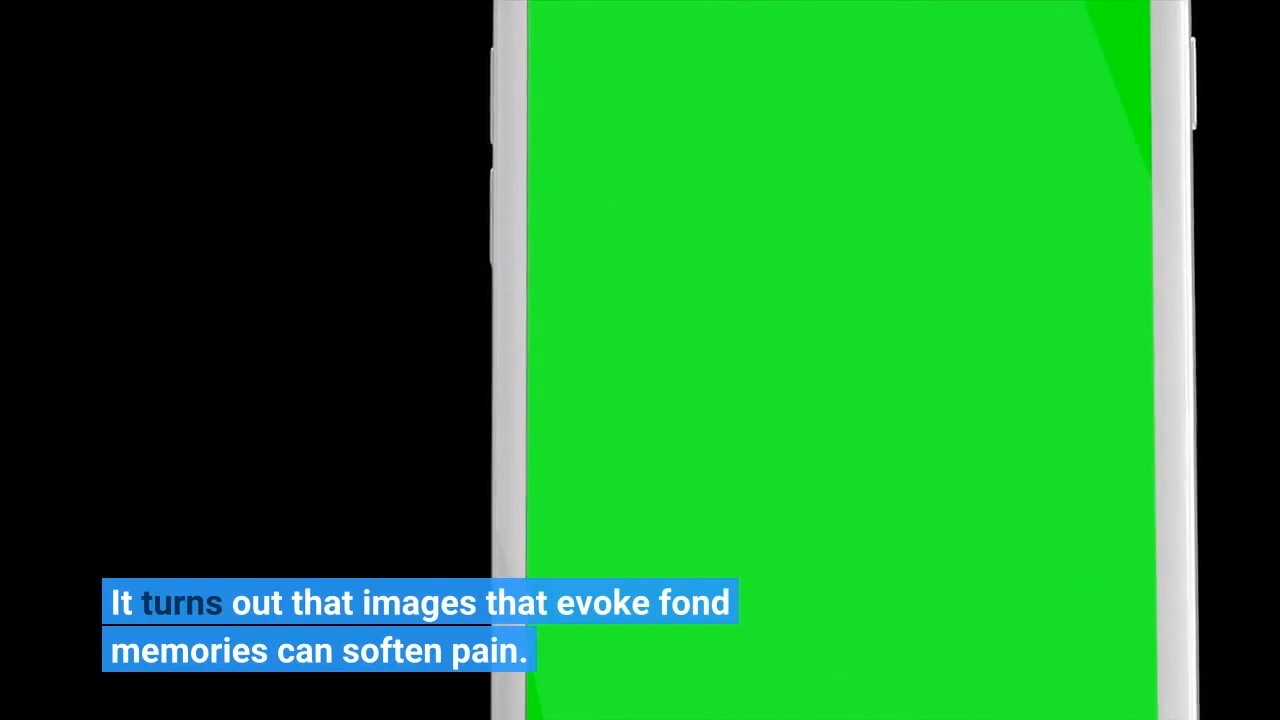 It turns out that images that evoke fond
memories can soften pain.